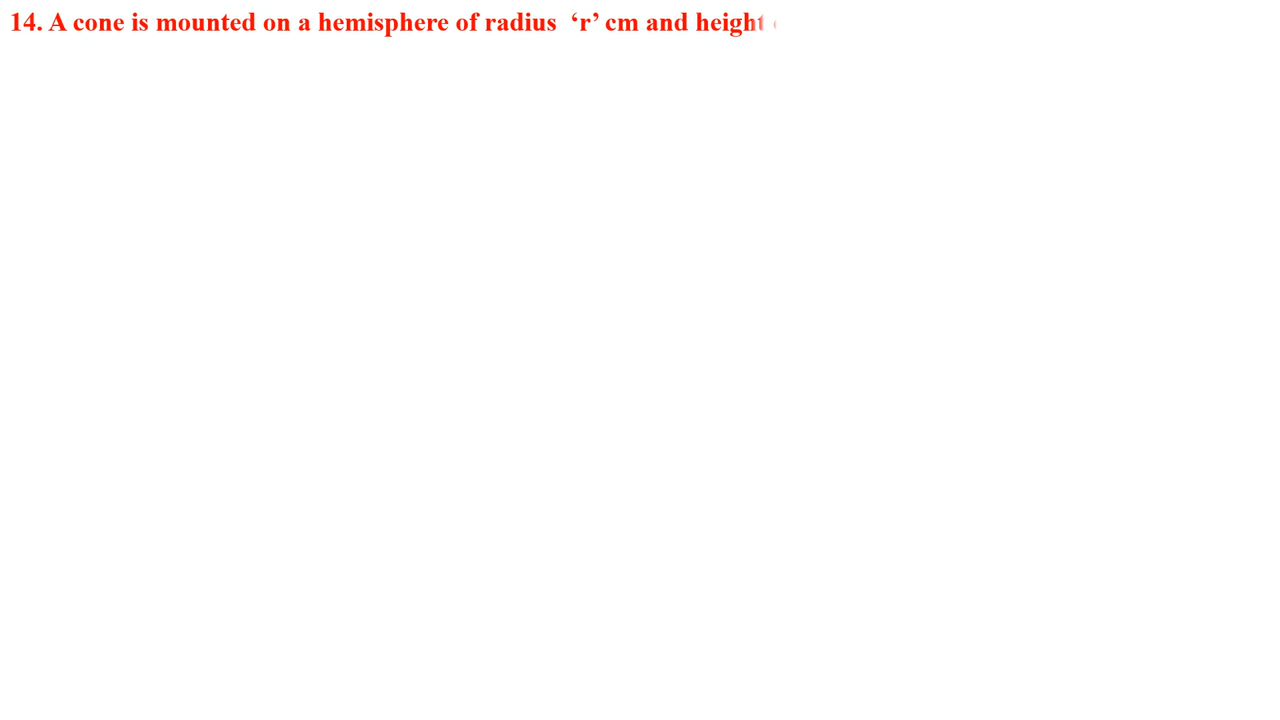 14. A cone is mounted on a hemisphere of radius ‘r’ cm and height